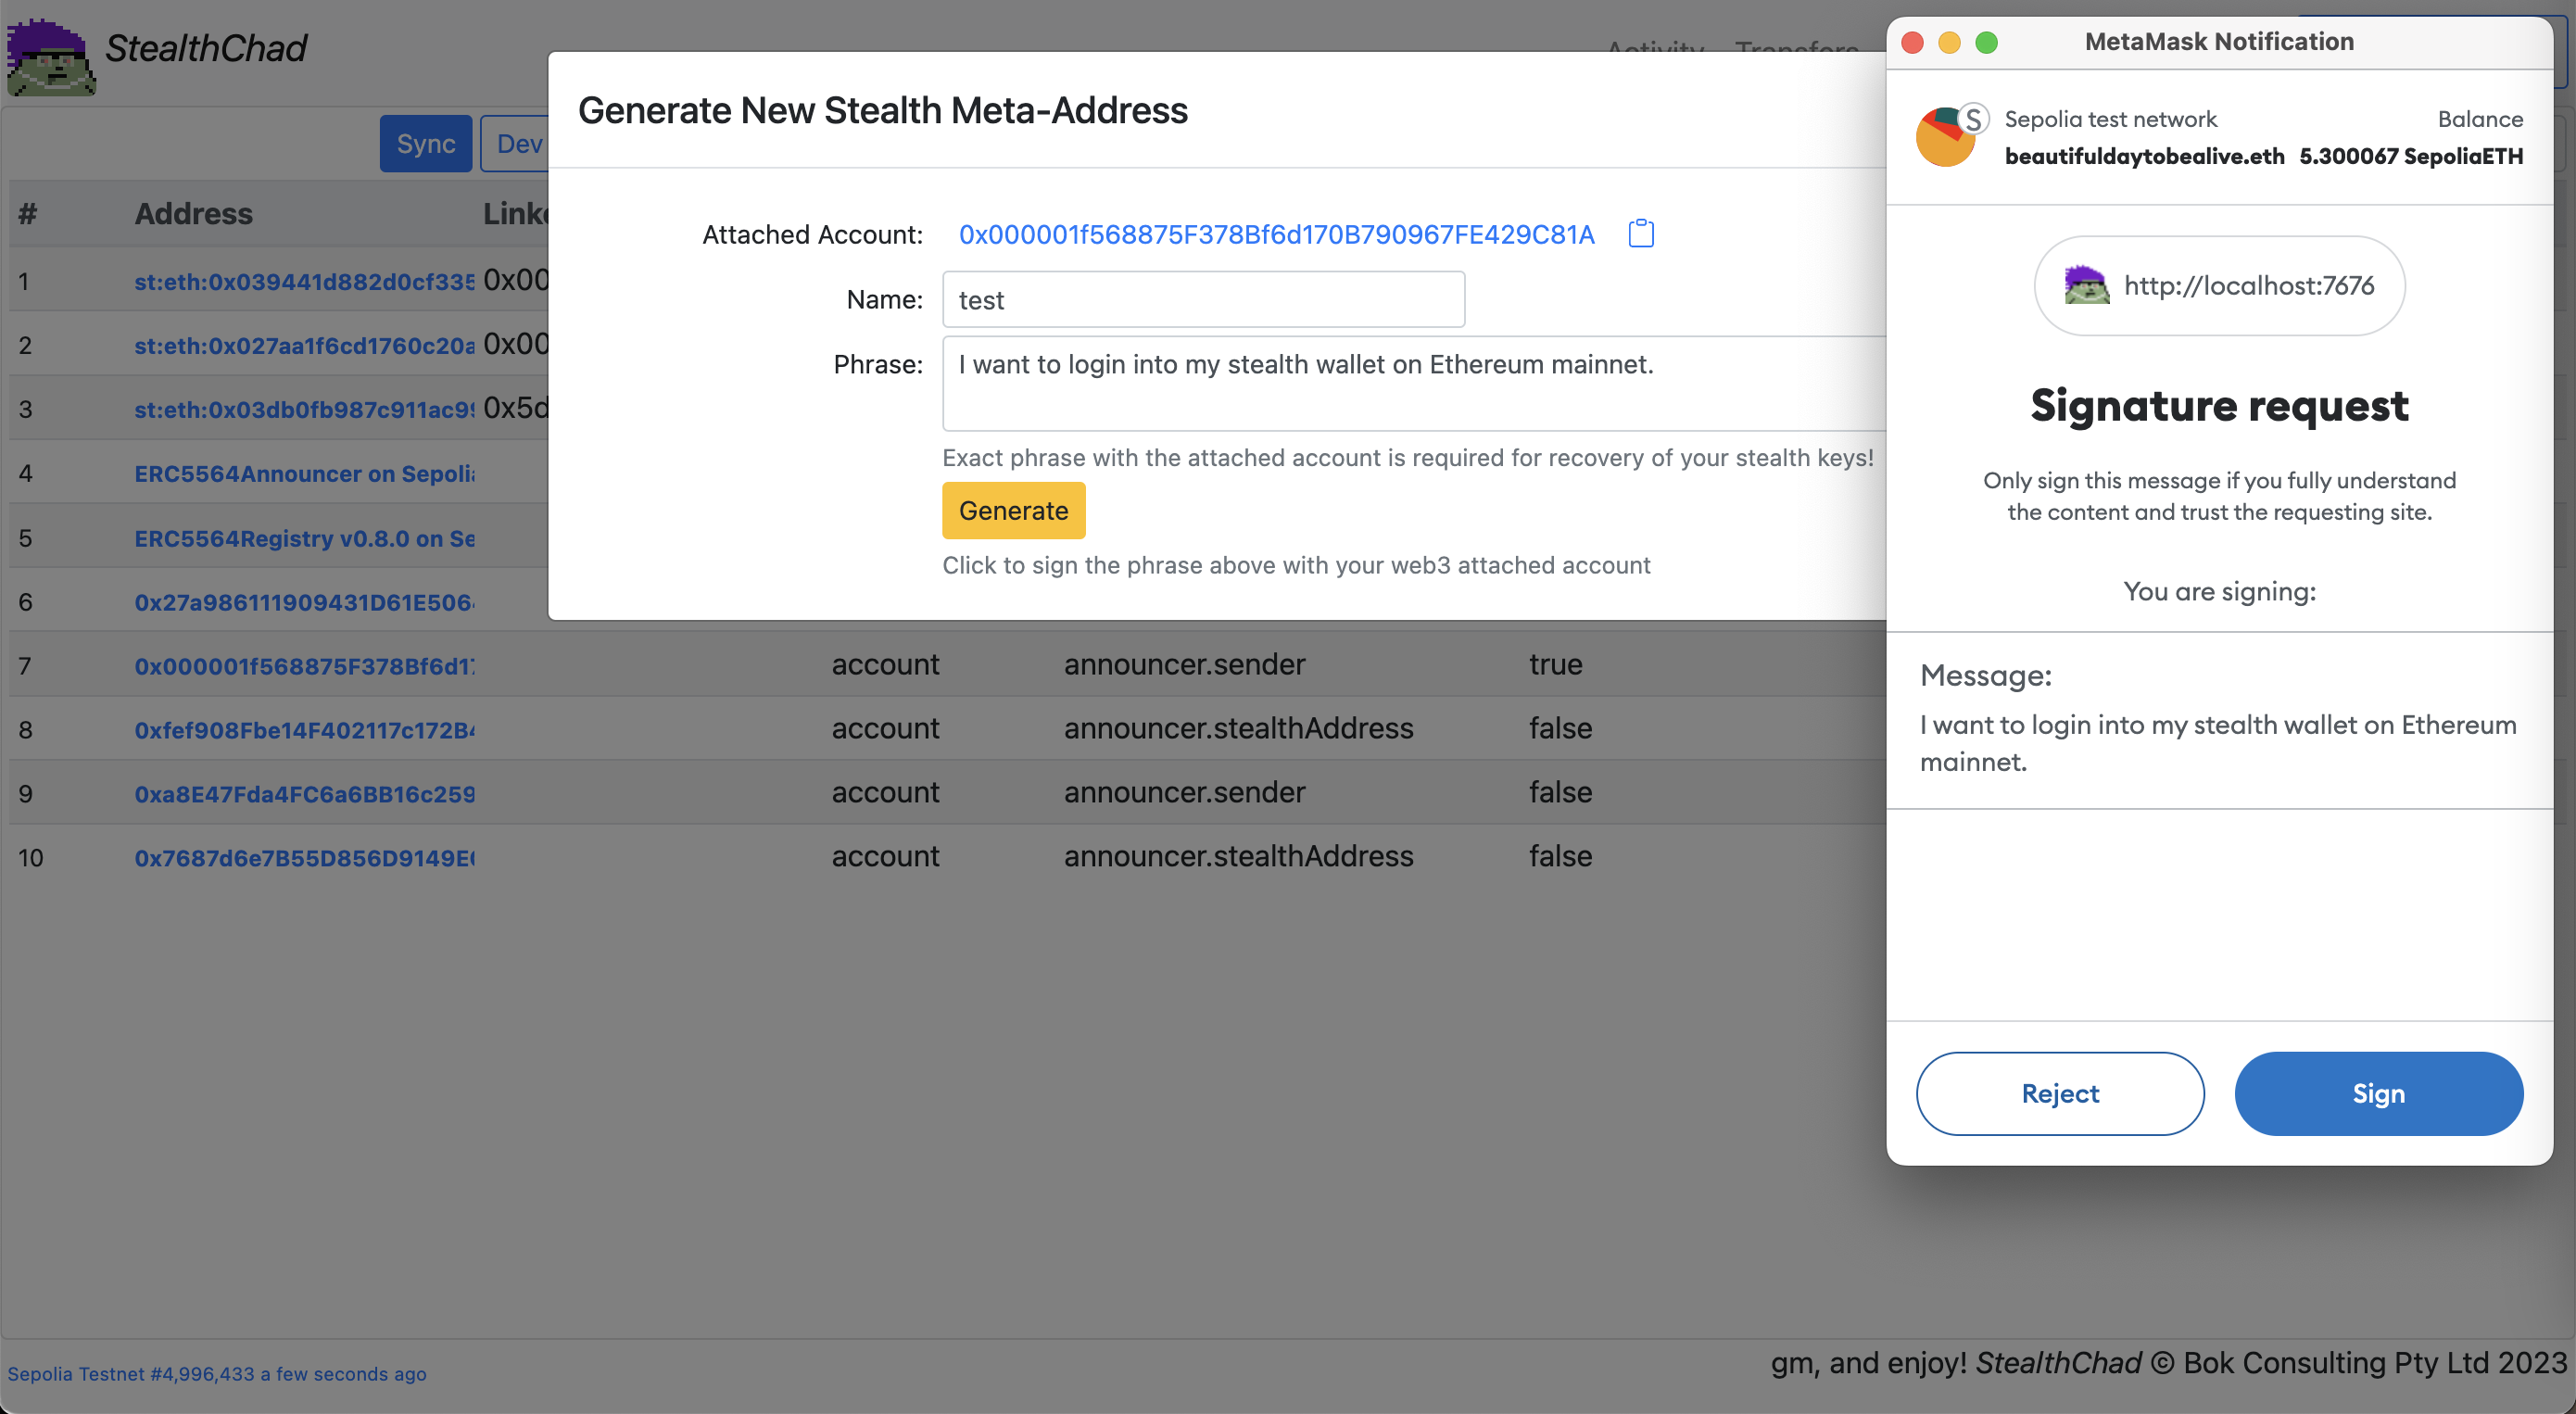 StealthChad
Activity Transfers
Sync Dev
# Address
1 st:eth:0x039441d882d0cf335 0x00
2 st:eth:0x027aa1f6cd1760c20a 0x00
3 st:eth:0x03db0fb987c911ac99 0x5d
4 ERC5564Announcer on Sepolia
5 ERC5564Registry v0.8.0 on Se
6 0x27a986111909431D61E506
7 0x000001f568875F378Bf6d17 account announcer.sender true
8 0xfef908Fbe14F402117c172B4 account announcer.stealthAddress false
9 0xa8E47Fda4FC6a6BB16c259 account announcer.sender false
10 0x7687d6e7B55D856D9149E account announcer.stealthAddress false
Generate New Stealth Meta-Address
Attached Account: 0x000001f568875F378Bf6d170B790967FE429C81A
Name: test
Phrase: I want to login into my stealth wallet on Ethereum mainnet.
Exact phrase with the attached account is required for recovery of your stealth keys!
Generate
Click to sign the phrase above with your web3 attached account
MetaMask Notification
S Sepolia test network Balance
beautifuldaytobealive.eth 5.300067 SepoliaETH
http://localhost:7676
Signature request
Only sign this message if you fully understand
the content and trust the requesting site.
You are signing:
Message:
I want to login into my stealth wallet on Ethereum
mainnet.
Reject Sign
Sepolia Testnet #4,996,433 a few seconds ago
gm, and enjoy! StealthChad © Bok Consulting Pty Ltd 2023